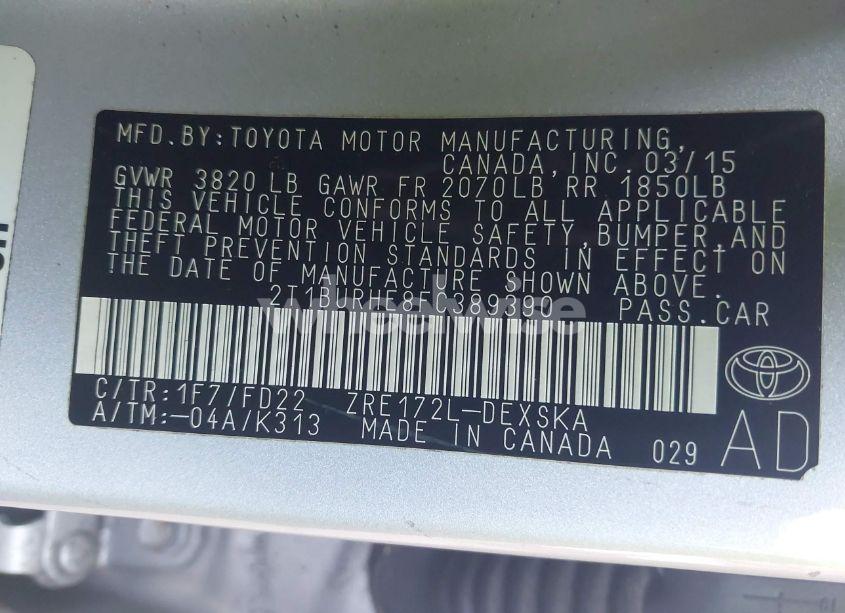 MFD.BY:TOYOTA MOTOR MANUFACTURING,
CANADA,INC. 03/15
GVWR 3820 LB GAWR FR 2070LB RR 1850LB
THIS VEHICLE CONFORMS TO ALL APPLICABLE
FEDERAL MOTOR VEHICLE SAFETY,BUMPER,AND
THEFT PREVENTION STANDARDS IN EFFECT ON
THE DATE OF MANUFACTURE SHOWN ABOVE.
PASS.CAR
wheelwise
C/TR:1F7/FD22 ZRE172L-DEXSKA
A/TM:-04A/K313 MADE IN CANADA 029
AD